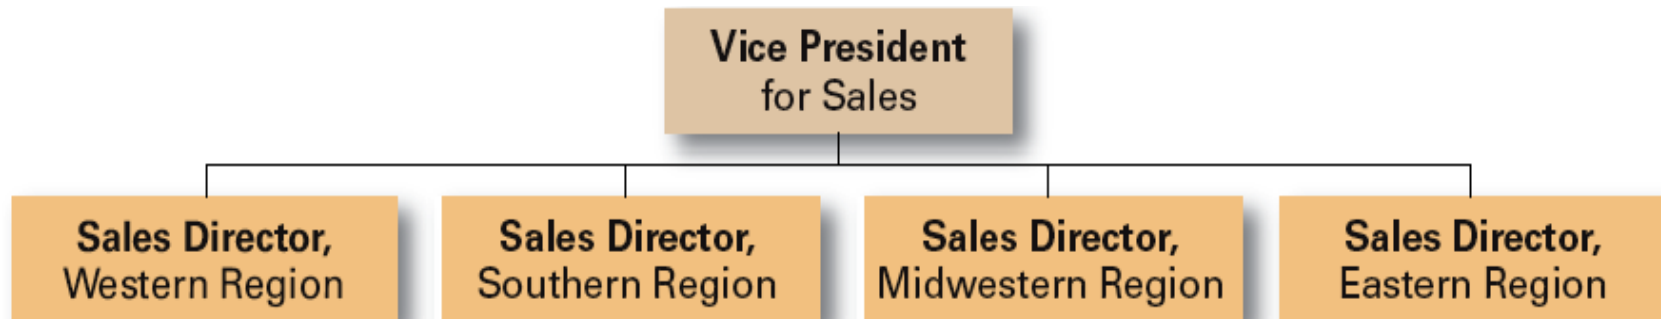 Vice President
for Sales
Sales Director,
Western Region
Sales Director,
Southern Region
Sales Director,
Midwestern Region
Sales Director,
Eastern Region